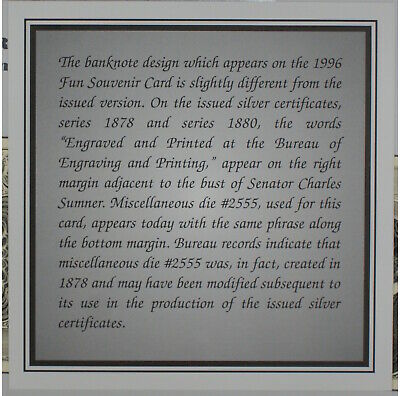 The banknote design which appears on the 1996
Fun Souvenir Card is slightly different from the
issued version. On the issued silver certificates,
series 1878 and series 1880, the words
“Engraved and Printed at the Bureau of
Engraving and Printing,” appear on the right
margin adjacent to the bust of Senator Charles
Sumner. Miscellaneous die #2555, used for this
card, appears today with the same phrase along
the bottom margin. Bureau records indicate that
miscellaneous die #2555 was, in fact, created in
1878 and may have been modified subsequent to
its use in the production of the issued silver
certificates.